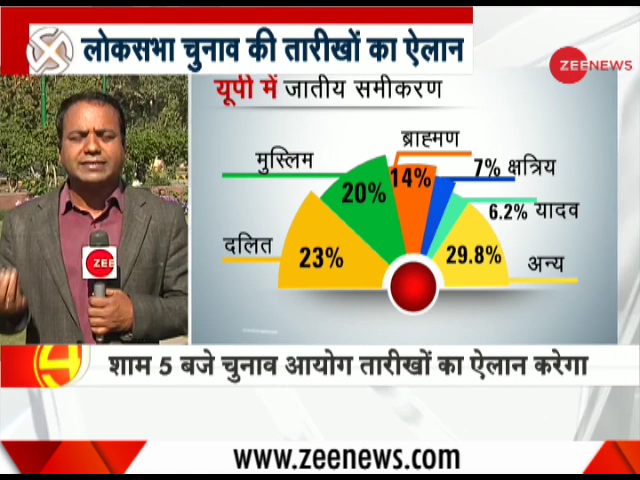 लोकसभा चुनाव की तारीखों का ऐलान
ZEENEWS
यूपी में जातीय समीकरण
ब्राह्मण
मुस्लिम
7% क्षत्रिय
14%
20%
6.2% यादव
दलित
23%
29.8%
अन्य
ZEE
शाम 5 बजे चुनाव आयोग तारीखों का ऐलान करेगा
www.zeenews.com